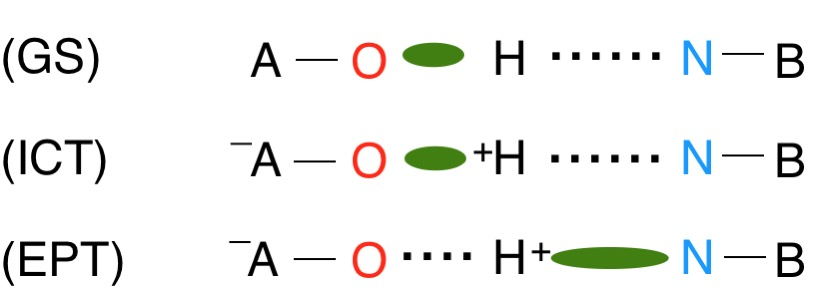 (GS) A — O H ······ N — B
(ICT) ⁻A — O ⁺H ······ N — B
(EPT) ⁻A — O ···· H⁺ N — B